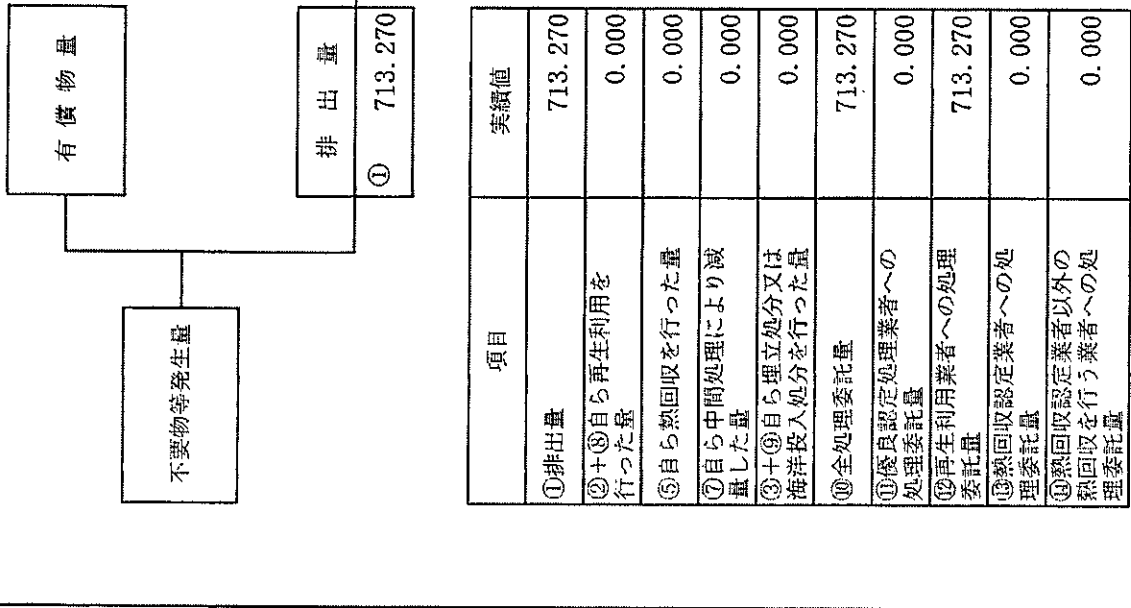 有償物量
不要物等発生量
排出量
① 713.270
項目 実績値
①排出量 713.270
②+⑧自ら再生利用を
行った量 0.000
⑤自ら熱回収を行った量 0.000
⑦自ら中間処理により減
量した量 0.000
③+⑨自ら埋立処分又は
海洋投入処分を行った量 0.000
⑩全処理委託量 713.270
⑪優良認定処理業者への
処理委託量 0.000
⑫再生利用業者への処理
委託量 713.270
⑬熱回収認定業者への処
理委託量 0.000
⑭熱回収認定業者以外の
熱回収を行う業者への処
理委託量 0.000